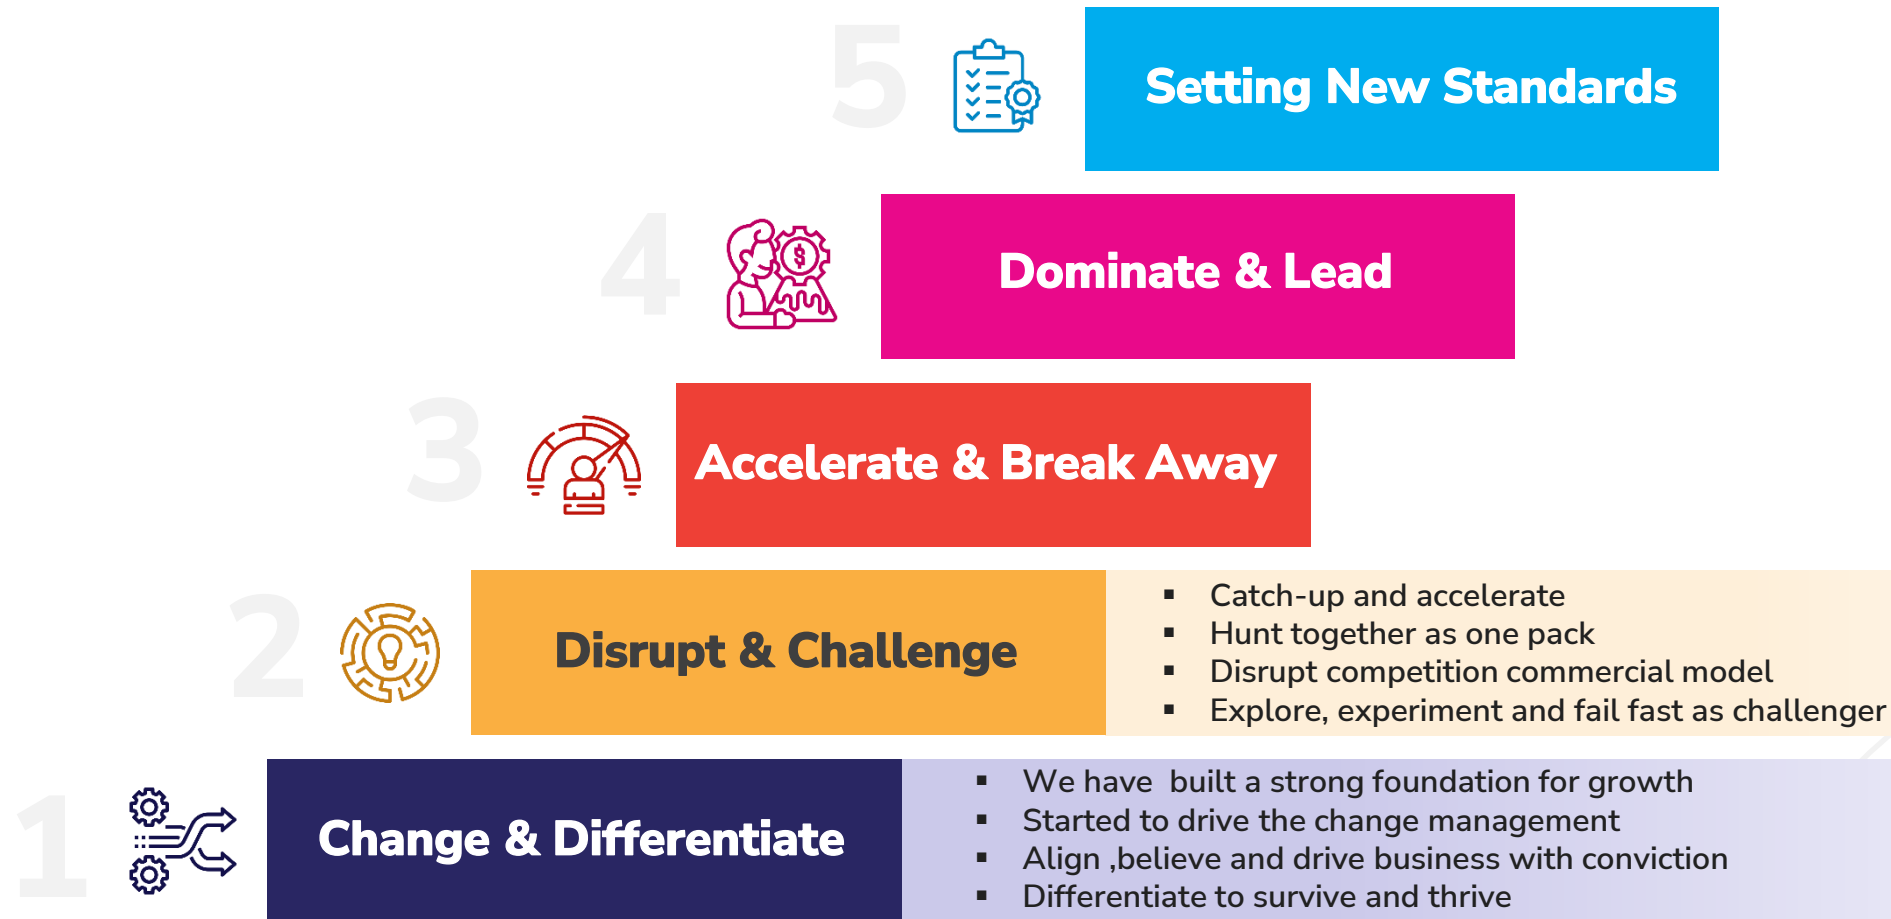 5
Setting New Standards
4
$
Dominate & Lead
3
Accelerate & Break Away
2
Disrupt & Challenge
▪ Catch-up and accelerate
▪ Hunt together as one pack
▪ Disrupt competition commercial model
▪ Explore, experiment and fail fast as challenger
1
Change & Differentiate
▪ We have  built a strong foundation for growth
▪ Started to drive the change management
▪ Align ,believe and drive business with conviction
▪ Differentiate to survive and thrive